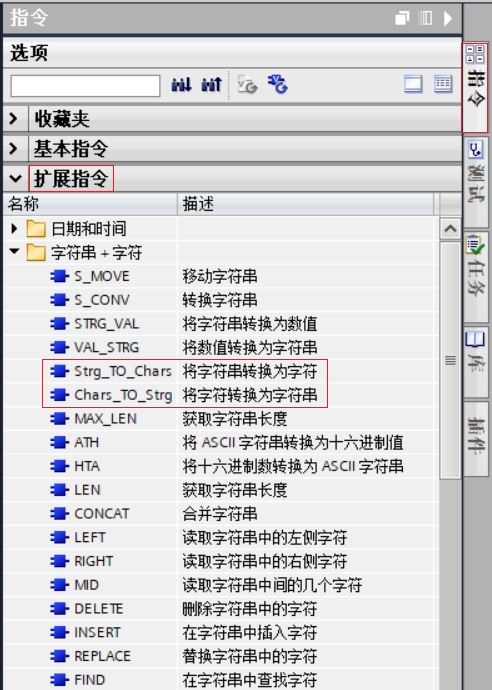 指令
选项
收藏夹
基本指令
扩展指令
名称 描述
日期和时间
字符串 + 字符
S_MOVE 移动字符串
S_CONV 转换字符串
STRG_VAL 将字符串转换为数值
VAL_STRG 将数值转换为字符串
Strg_TO_Chars 将字符串转换为字符
Chars_TO_Strg 将字符转换为字符串
MAX_LEN 获取字符串长度
ATH 将 ASCII 字符串转换为十六进制值
HTA 将十六进制数转换为 ASCII 字符串
LEN 获取字符串长度
CONCAT 合并字符串
LEFT 读取字符串中的左侧字符
RIGHT 读取字符串中的右侧字符
MID 读取字符串中间的几个字符
DELETE 删除字符串中的字符
INSERT 在字符串中插入字符
REPLACE 替换字符串中的字符
FIND 在字符串中查找字符
指令
测试
任务
库
插件